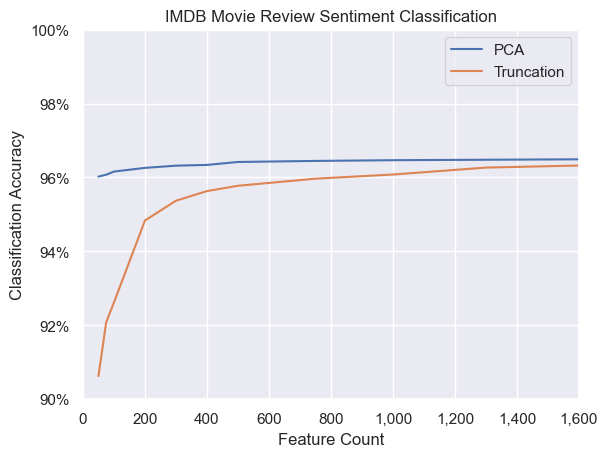 IMDB Movie Review Sentiment Classification
100%
98%
96%
94%
92%
90%
Classification Accuracy
PCA
Truncation
0 200 400 600 800 1,000 1,200 1,400 1,600
Feature Count